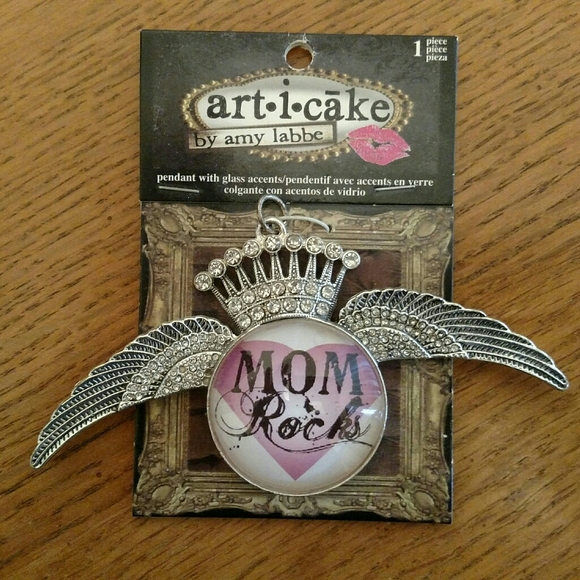 1 piece
pièce
pieza
art•i•cāke
by amy labbe
pendant with glass accents/pendentif avec accents en verre
colgante con acentos de vidrio
MOM
Rocks